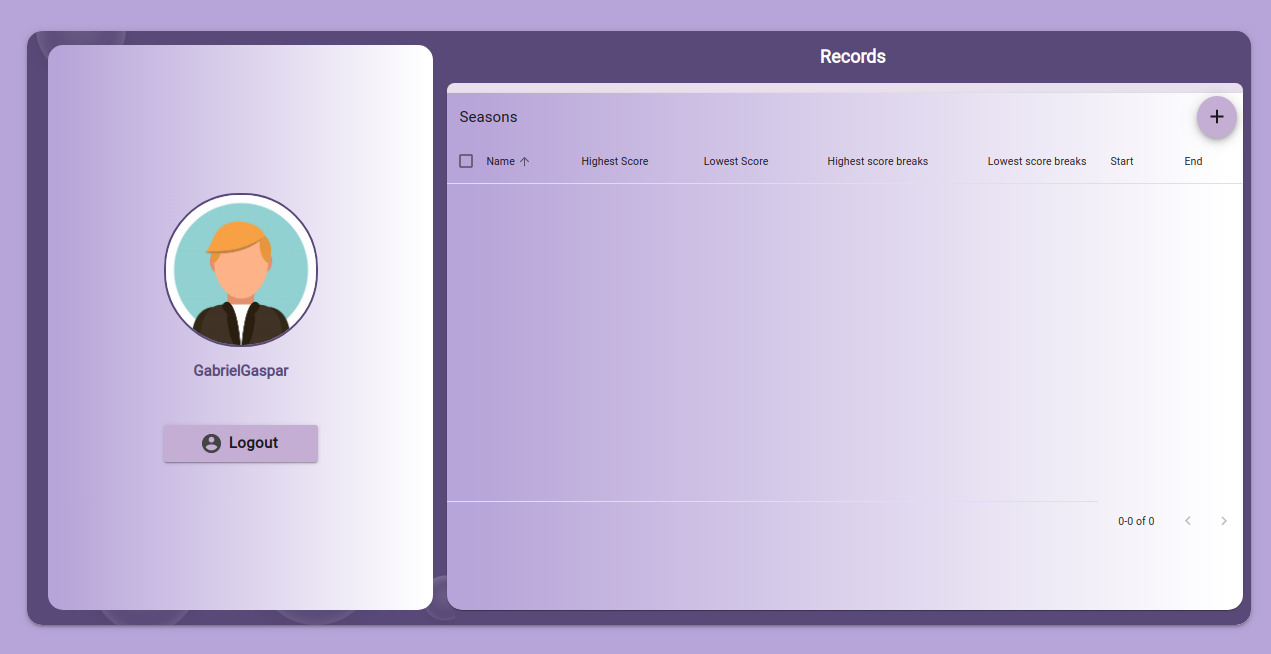 Records
GabrielGaspar
Logout
Seasons
Name Highest Score Lowest Score Highest score breaks Lowest score breaks Start End
0-0 of 0